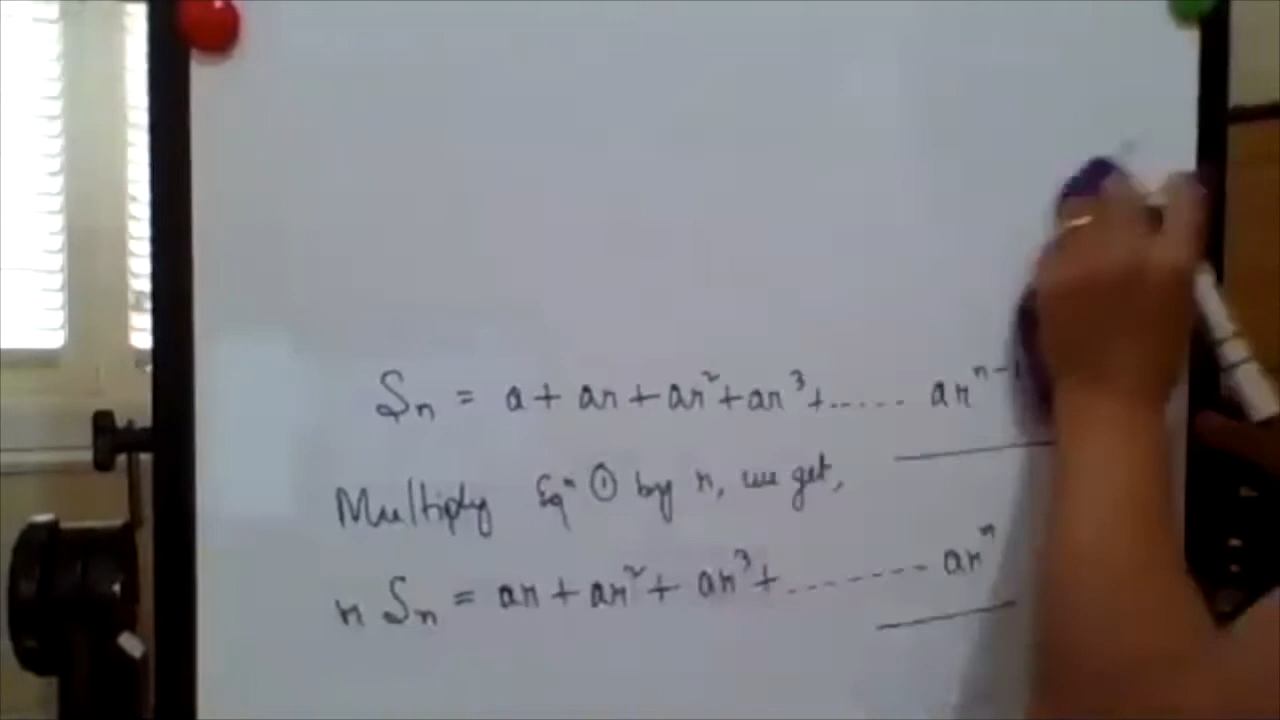 Sₙ = a + ar + ar² + ar³ + ...... arⁿ⁻¹
Multiply Eqⁿ ① by r, we get,
r Sₙ = ar + ar² + ar³ + -------- arⁿ